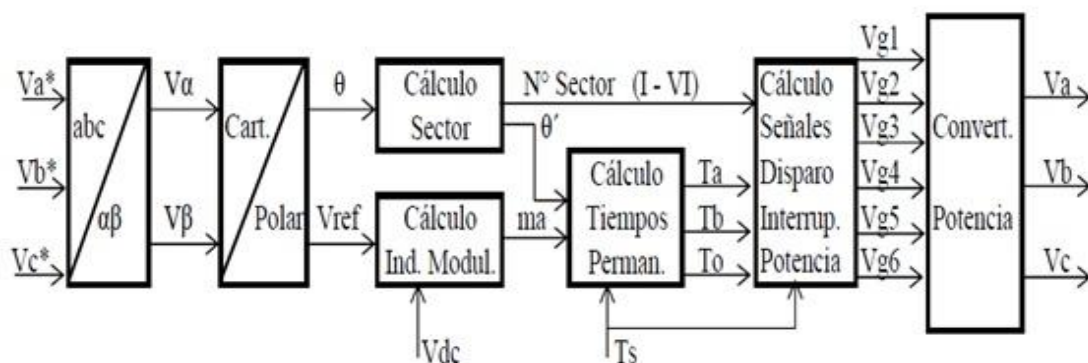 Va*
Vb*
Vc*
abc
αβ
Vα
Vβ
Cart.
Polar
θ
Vref
Cálculo
Sector
Cálculo
Ind. Modul.
Vdc
N° Sector (I - VI)
θ´
ma
Cálculo
Tiempos
Perman.
Ts
Ta
Tb
To
Cálculo
Señales
Disparo
Interrup.
Potencia
Vg1
Vg2
Vg3
Vg4
Vg5
Vg6
Convert.
Potencia
Va
Vb
Vc